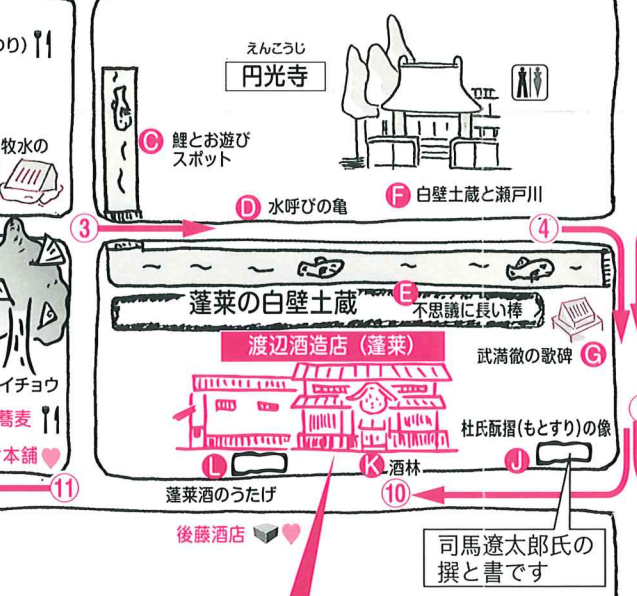 り)
牧水の
えんこうじ
円光寺
C 鯉とお遊び
スポット
D 水呼びの亀
F 白壁土蔵と瀬戸川
③
④
蓬莱の白壁土蔵
E 不思議に長い棒
渡辺酒造店(蓬莱)
武満徹の歌碑 G
イチョウ
蕎麦
本舗
杜氏酛摺(もとすり)の像
L
K 酒林
J
⑪
蓬莱酒のうたげ
⑩
後藤酒店
司馬遼太郎氏の
撰と書です